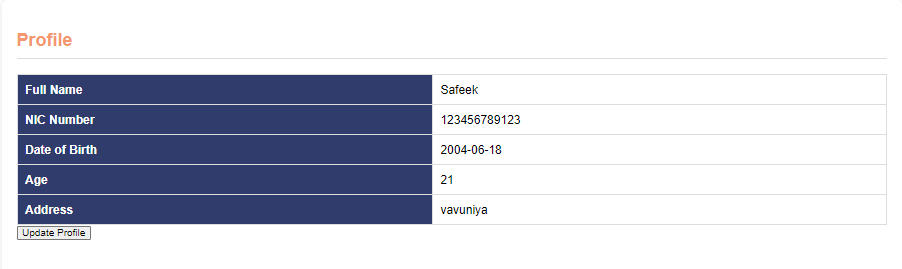 Profile
Full Name Safeek
NIC Number 123456789123
Date of Birth 2004-06-18
Age 21
Address vavuniya
Update Profile